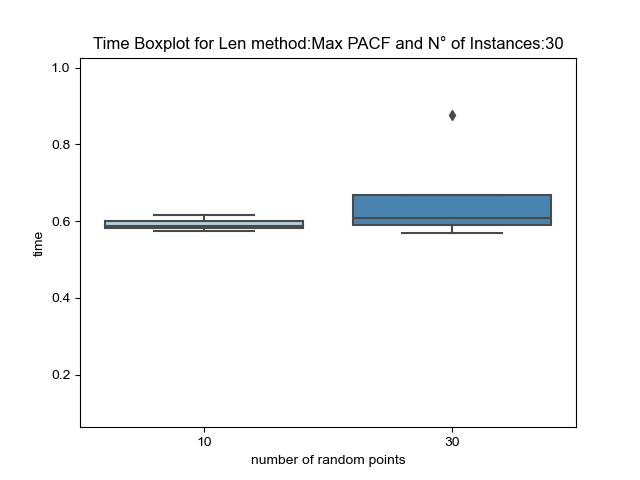 Time Boxplot for Len method:Max PACF and N° of Instances:30
1.0
0.8
0.6
0.4
0.2
time
10
30
number of random points